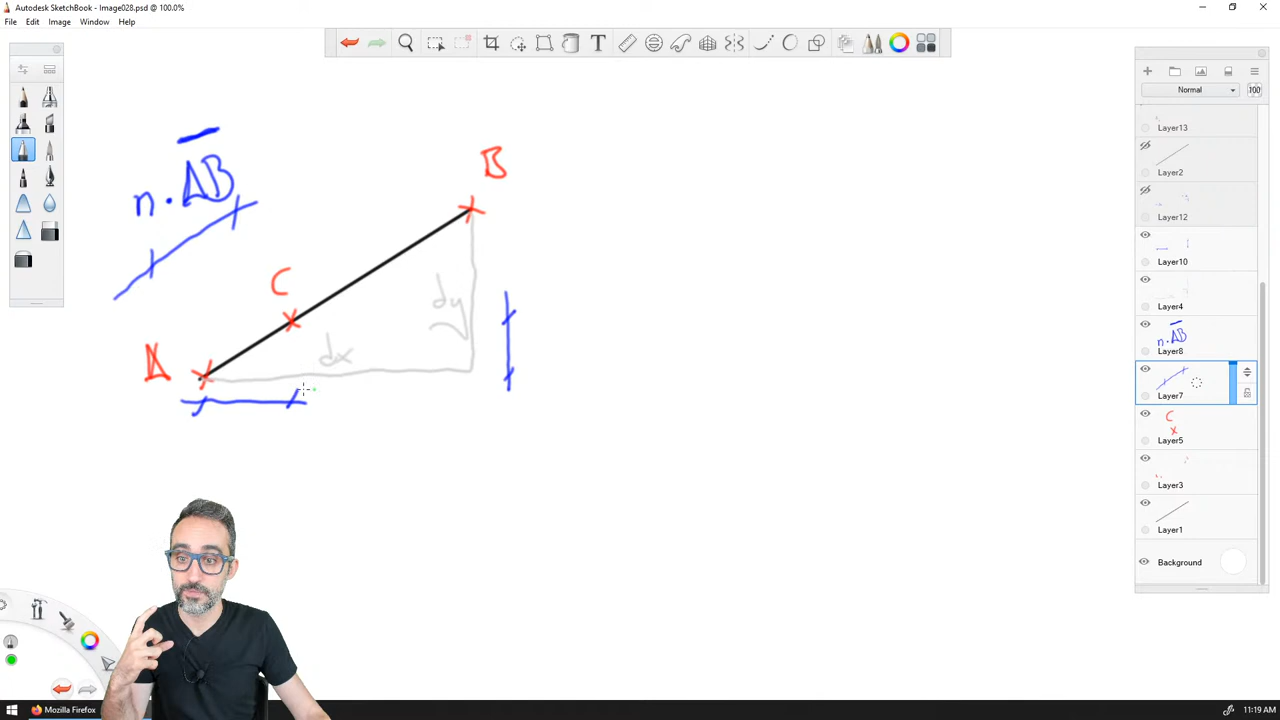 Autodesk SketchBook - Image028.psd @ 100.0%
File Edit Image Window Help
T
Normal 100
Layer13
Layer2
Layer12
Layer10
Layer4
n. AB
Layer8
Layer7
C
Layer5
Layer3
Layer1
Background
n. AB
B
C
dy
A
dx
Mozilla Firefox
11:19 AM